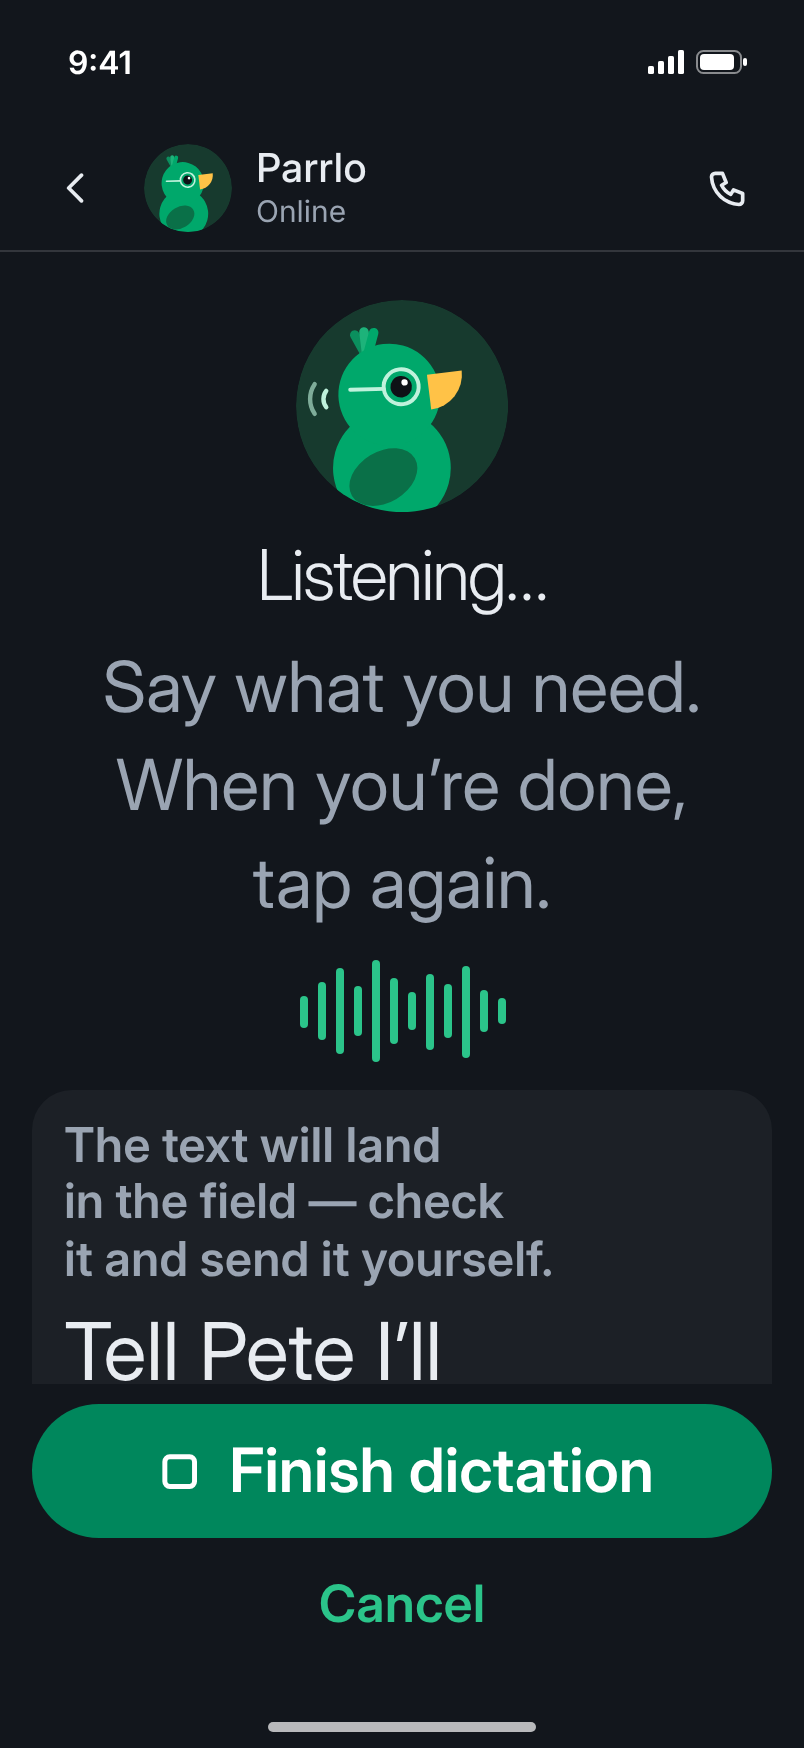 9:41
Parrlo
Online
Listening...
Say what you need.
When you’re done,
tap again.
The text will land
in the field — check
it and send it yourself.
Tell Pete I’ll
Finish dictation
Cancel